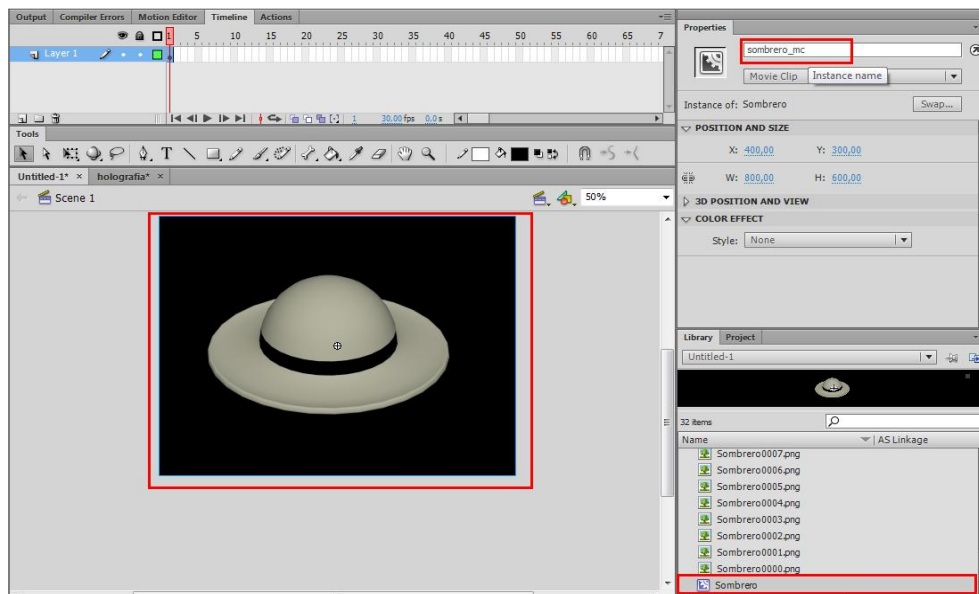 Output Compiler Errors Motion Editor Timeline Actions
1 5 10 15 20 25 30 35 40 45 50 55 60 65 7
Layer 1
1 30.00 fps 0.0 s
Tools
Untitled-1* × holografia* ×
Scene 1 50%
Properties
sombrero_mc
Movie Clip Instance name
Instance of: Sombrero Swap...
POSITION AND SIZE
X: 400,00 Y: 300,00
W: 800,00 H: 600,00
3D POSITION AND VIEW
COLOR EFFECT
Style: None
Library Project
Untitled-1
32 items
Name AS Linkage
Sombrero0007.png
Sombrero0006.png
Sombrero0005.png
Sombrero0004.png
Sombrero0003.png
Sombrero0002.png
Sombrero0001.png
Sombrero0000.png
Sombrero